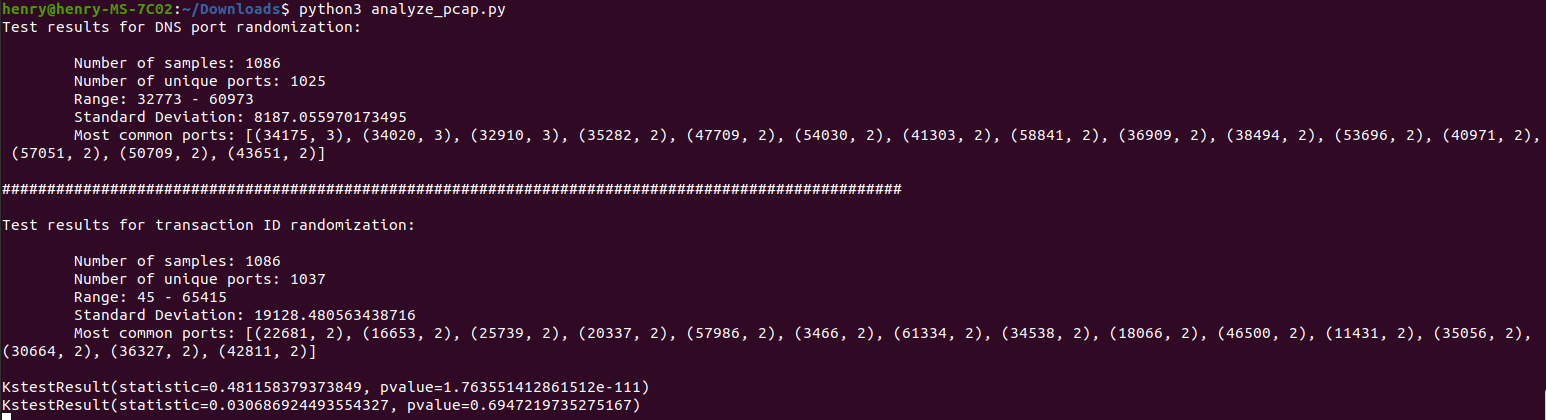 henry@henry-MS-7C02:~/Downloads$ python3 analyze_pcap.py
Test results for DNS port randomization:
Number of samples: 1086
Number of unique ports: 1025
Range: 32773 - 60973
Standard Deviation: 8187.055970173495
Most common ports: [(34175, 3), (34020, 3), (32910, 3), (35282, 2), (47709, 2), (54030, 2), (41303, 2), (58841, 2), (36909, 2), (38494, 2), (53696, 2), (40971, 2),
(57051, 2), (50709, 2), (43651, 2)]
####################################################################################################
Test results for transaction ID randomization:
Number of samples: 1086
Number of unique ports: 1037
Range: 45 - 65415
Standard Deviation: 19128.480563438716
Most common ports: [(22681, 2), (16653, 2), (25739, 2), (20337, 2), (57986, 2), (3466, 2), (61334, 2), (34538, 2), (18066, 2), (46500, 2), (11431, 2), (35056, 2),
(30664, 2), (36327, 2), (42811, 2)]
KstestResult(statistic=0.481158379373849, pvalue=1.763551412861512e-111)
KstestResult(statistic=0.030686924493554327, pvalue=0.6947219735275167)